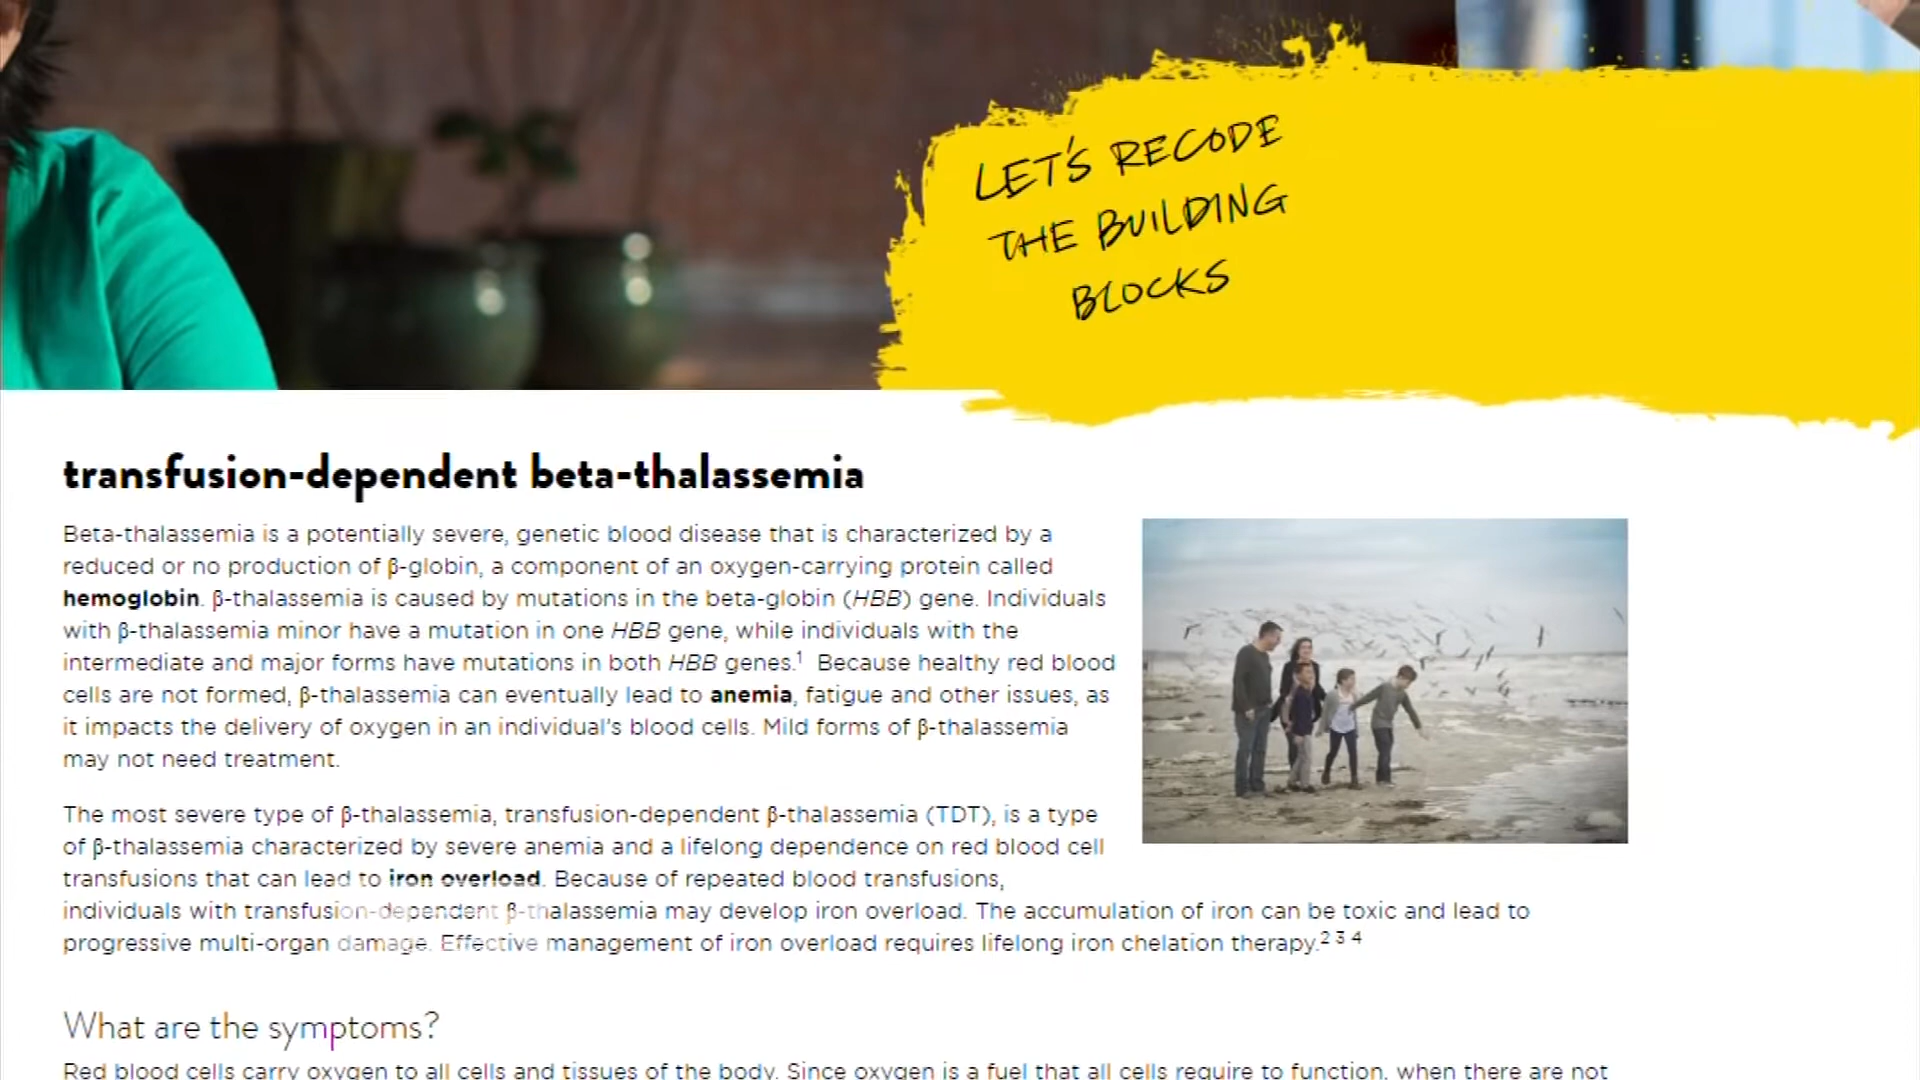 LET'S RECODE
THE BUILDING
BLOCKS
transfusion-dependent beta-thalassemia
Beta-thalassemia is a potentially severe, genetic blood disease that is characterized by a
reduced or no production of β-globin, a component of an oxygen-carrying protein called
hemoglobin. β-thalassemia is caused by mutations in the beta-globin (HBB) gene. Individuals
with β-thalassemia minor have a mutation in one HBB gene, while individuals with the
intermediate and major forms have mutations in both HBB genes.¹ Because healthy red blood
cells are not formed, β-thalassemia can eventually lead to anemia, fatigue and other issues, as
it impacts the delivery of oxygen in an individual's blood cells. Mild forms of β-thalassemia
may not need treatment.
The most severe type of β-thalassemia, transfusion-dependent β-thalassemia (TDT), is a type
of β-thalassemia characterized by severe anemia and a lifelong dependence on red blood cell
transfusions that can lead to iron overload. Because of repeated blood transfusions,
individuals with transfusion-dependent β-thalassemia may develop iron overload. The accumulation of iron can be toxic and lead to
progressive multi-organ damage. Effective management of iron overload requires lifelong iron chelation therapy.² ³ ⁴
What are the symptoms?
Red blood cells carry oxygen to all cells and tissues of the body. Since oxygen is a fuel that all cells require to function, when there are not